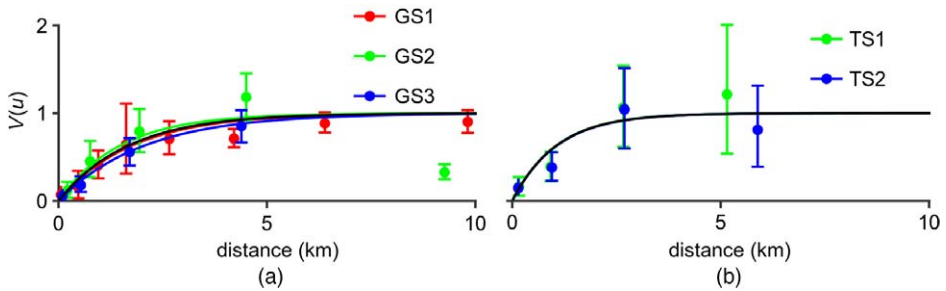 2
1
0
V(u)
GS1
GS2
GS3
0
5
10
distance (km)
(a)
TS1
TS2
0
5
10
distance (km)
(b)